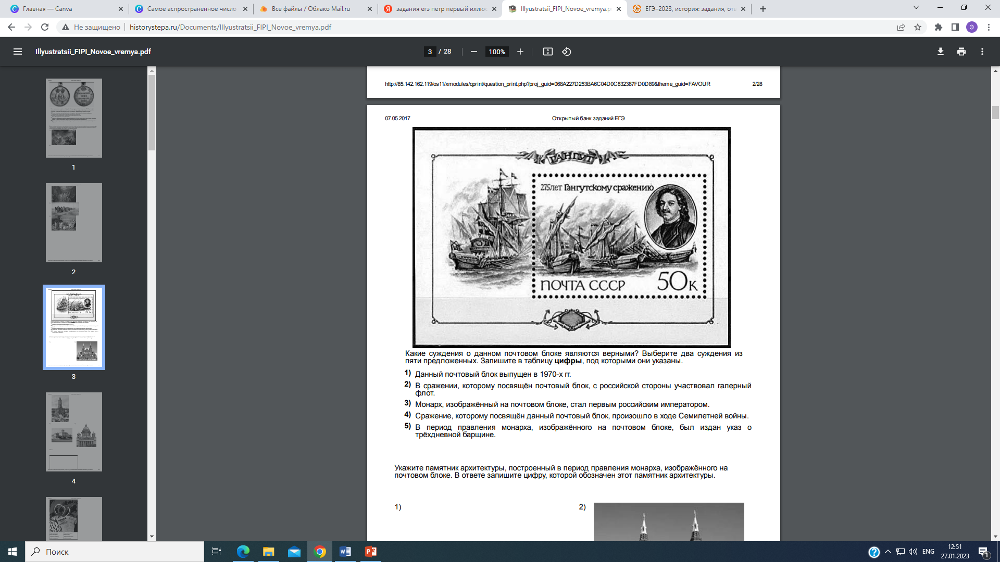 Главная — Canva
Самое аспространенное число
Все файлы / Облако Mail.ru
задания егэ петр первый иллюс
Illyustratsii_FIPI_Novoe_vremya.p
ЕГЭ–2023, история: задания, отв
Не защищено
historystepa.ru/Documents/Illyustratsii_FIPI_Novoe_vremya.pdf
Э
Illyustratsii_FIPI_Novoe_vremya.pdf
3 / 28
100%
1
2
3
4
http://85.142.162.119/os11/xmodules/qprint/question_print.php?proj_guid=068A227D253BA6C04D0C832387FD0D89&theme_guid=FAVOUR
2/28
07.05.2017
Открытый банк заданий ЕГЭ
ГАНГУТ
275лет Гангутскому сражению
ПОЧТА СССР
50к
Какие суждения о данном почтовом блоке являются верными? Выберите два суждения из
пяти предложенных. Запишите в таблицу цифры, под которыми они указаны.
1) Данный почтовый блок выпущен в 1970-х гг.
2) В сражении, которому посвящён почтовый блок, с российской стороны участвовал галерный
флот.
3) Монарх, изображённый на почтовом блоке, стал первым российским императором.
4) Сражение, которому посвящён данный почтовый блок, произошло в ходе Семилетней войны.
5) В период правления монарха, изображённого на почтовом блоке, был издан указ о
трёхдневной барщине.
Укажите памятник архитектуры, построенный в период правления монарха, изображённого на
почтовом блоке. В ответе запишите цифру, которой обозначен этот памятник архитектуры.
1)
2)
Поиск
ENG
12:51
27.01.2023
1